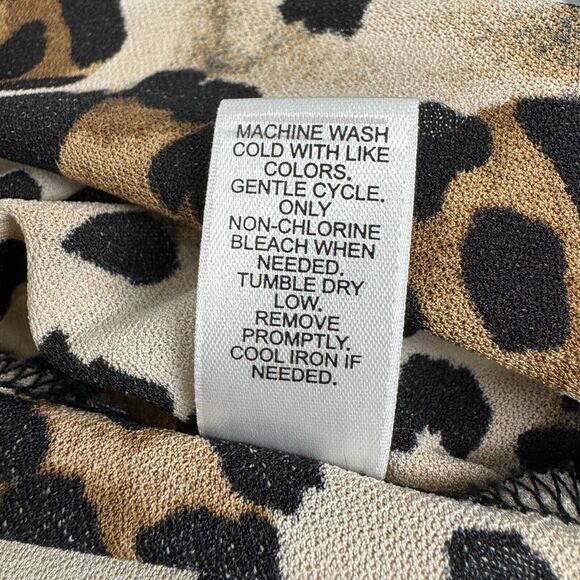 MACHINE WASH
COLD WITH LIKE
COLORS.
GENTLE CYCLE.
ONLY
NON-CHLORINE
BLEACH WHEN
NEEDED.
TUMBLE DRY
LOW.
REMOVE
PROMPTLY.
COOL IRON IF
NEEDED.